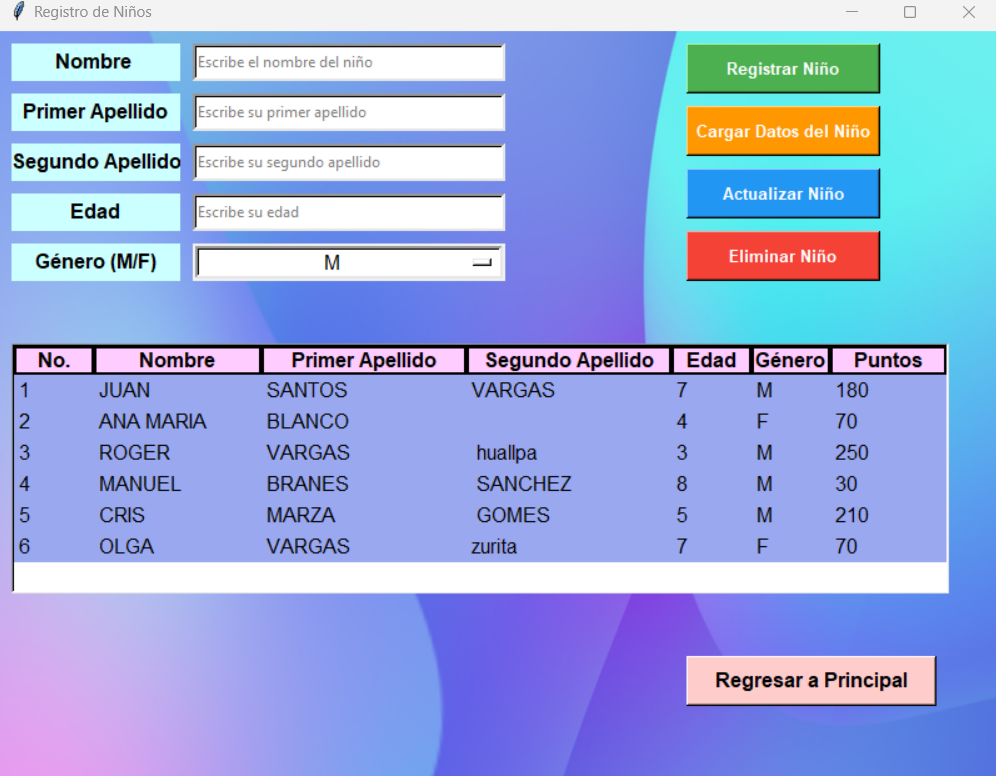 Registro de Niños
Nombre Escribe el nombre del niño Registrar Niño
Primer Apellido Escribe su primer apellido Cargar Datos del Niño
Segundo Apellido Escribe su segundo apellido Actualizar Niño
Edad Escribe su edad Eliminar Niño
Género (M/F) M
No. Nombre Primer Apellido Segundo Apellido Edad Género Puntos
1 JUAN SANTOS VARGAS 7 M 180
2 ANA MARIA BLANCO 4 F 70
3 ROGER VARGAS huallpa 3 M 250
4 MANUEL BRANES SANCHEZ 8 M 30
5 CRIS MARZA GOMES 5 M 210
6 OLGA VARGAS zurita 7 F 70
Regresar a Principal